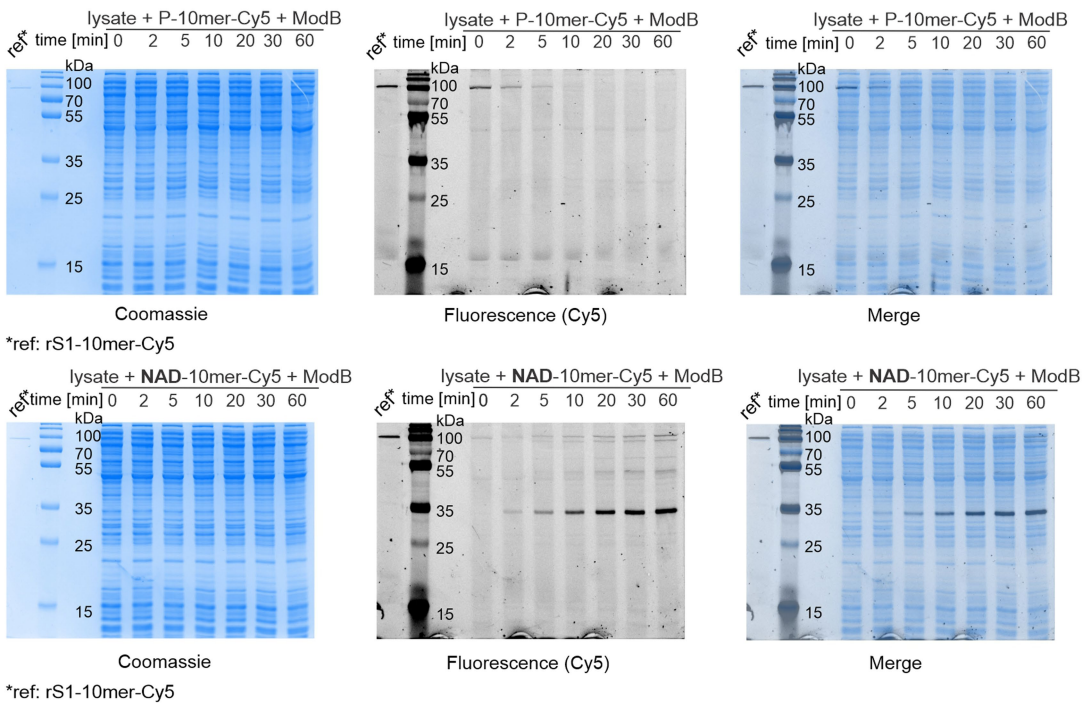 lysate + P-10mer-Cy5 + ModB lysate + P-10mer-Cy5 + ModB lysate + P-10mer-Cy5 + ModB
ref* time [min] 0 2 5 10 20 30 60 ref* time [min] 0 2 5 10 20 30 60 ref* time [min] 0 2 5 10 20 30 60
kDa kDa kDa
100 100 100
70 70 70
55 55 55
35 35 35
25 25 25
15 15 15
Coomassie Fluorescence (Cy5) Merge
*ref: rS1-10mer-Cy5
lysate + NAD-10mer-Cy5 + ModB lysate + NAD-10mer-Cy5 + ModB lysate + NAD-10mer-Cy5 + ModB
ref* time [min] 0 2 5 10 20 30 60 ref* time [min] 0 2 5 10 20 30 60 ref* time [min] 0 2 5 10 20 30 60
kDa kDa kDa
100 100 100
70 70 70
55 55 55
35 35 35
25 25 25
15 15 15
Coomassie Fluorescence (Cy5) Merge
*ref: rS1-10mer-Cy5